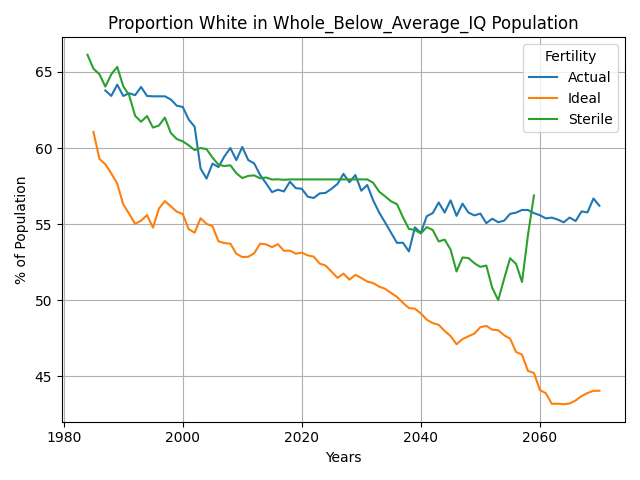 Proportion White in Whole_Below_Average_IQ Population
Fertility
Actual
Ideal
Sterile
% of Population
65
60
55
50
45
1980
2000
2020
2040
2060
Years